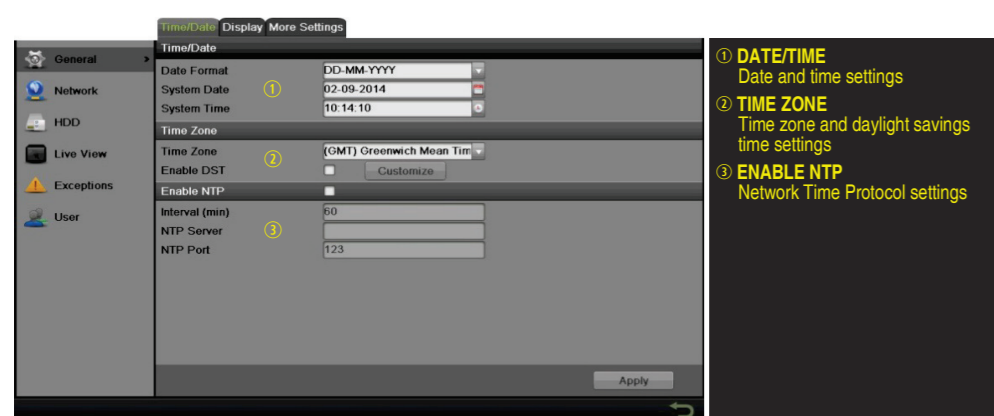 Time/Date Display More Settings
General
Network
HDD
Live View
Exceptions
User
Time/Date
Date Format DD-MM-YYYY
System Date ① 02-09-2014
System Time 10:14:10
Time Zone
Time Zone ② (GMT) Greenwich Mean Tim
Enable DST Customize
Enable NTP
Interval (min) 60
NTP Server ③
NTP Port 123
Apply
① DATE/TIME
Date and time settings
② TIME ZONE
Time zone and daylight savings
time settings
③ ENABLE NTP
Network Time Protocol settings